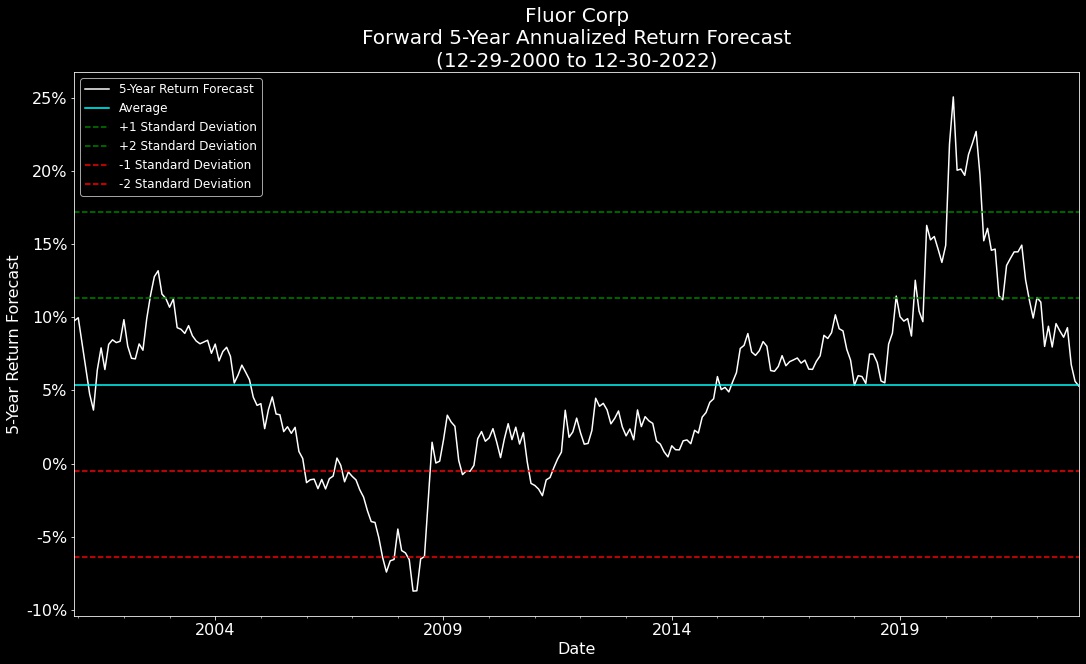 Fluor Corp
Forward 5-Year Annualized Return Forecast
(12-29-2000 to 12-30-2022)
5-Year Return Forecast
Average
+1 Standard Deviation
+2 Standard Deviation
-1 Standard Deviation
-2 Standard Deviation
25%
20%
15%
10%
5%
0%
-5%
-10%
5-Year Return Forecast
2004
2009
2014
2019
Date